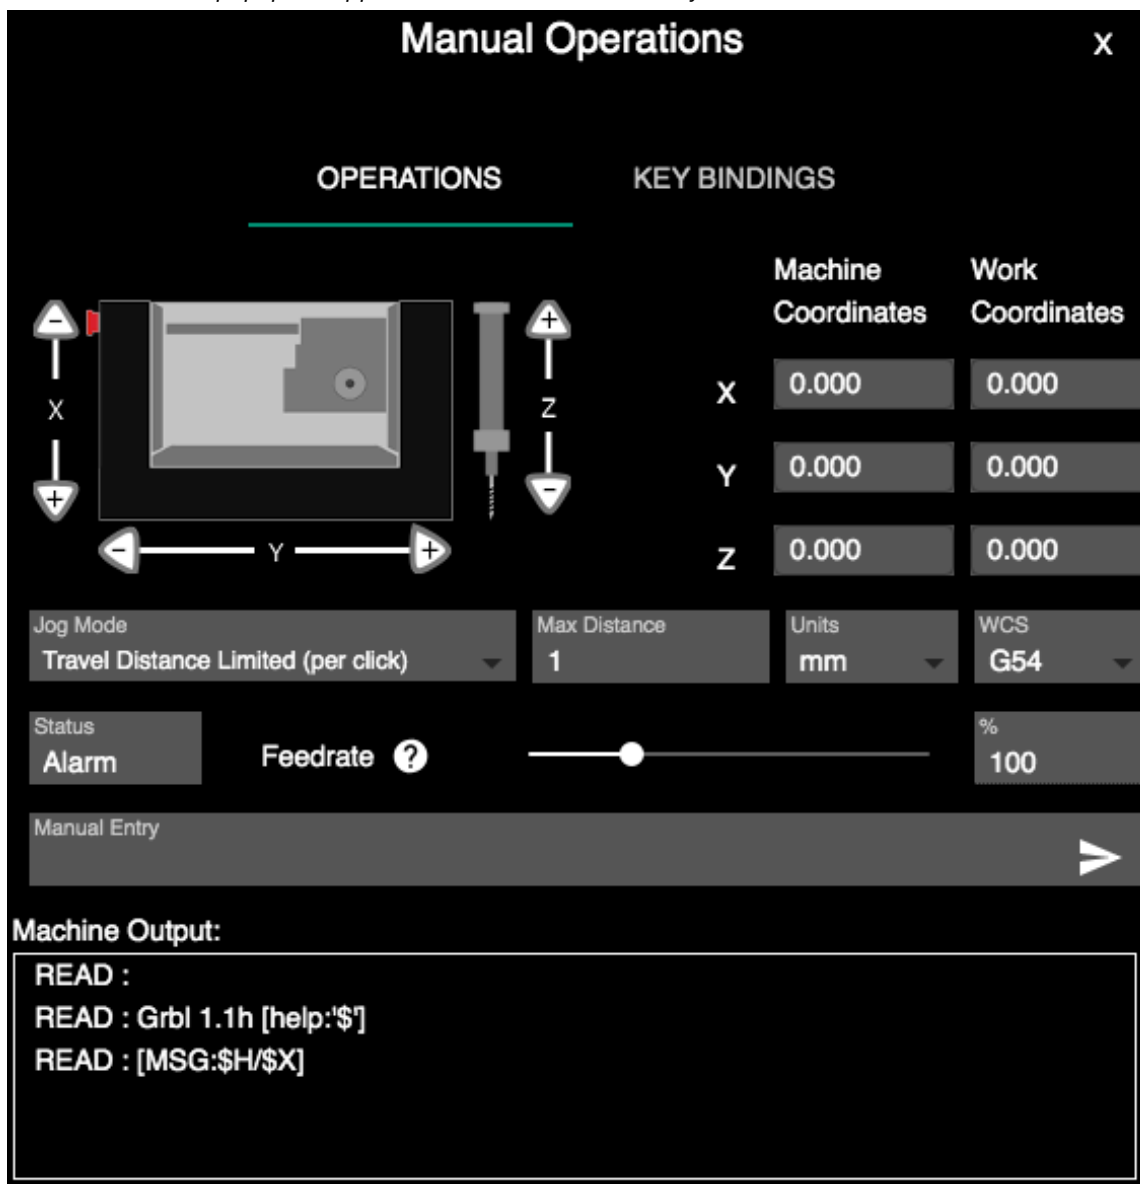 Manual Operations x
OPERATIONS KEY BINDINGS
Machine Coordinates
Work Coordinates
- X +
+ Z -
- Y +
X 0.000 0.000
Y 0.000 0.000
Z 0.000 0.000
Jog Mode
Travel Distance Limited (per click)
Max Distance
1
Units
mm
WCS
G54
Status
Alarm
Feedrate ?
%
100
Manual Entry
Machine Output:
READ :
READ : Grbl 1.1h [help:'$']
READ : [MSG:$H/$X]